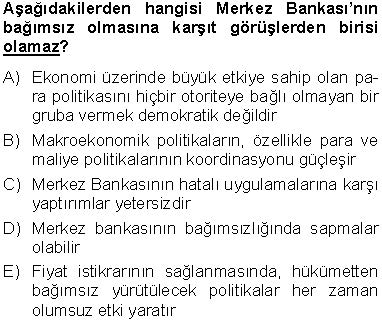 Aşağıdakilerden hangisi Merkez Bankası'nın
bağımsız olmasına karşıt görüşlerden birisi
olamaz?
A) Ekonomi üzerinde büyük etkiye sahip olan pa-
ra politikasını hiçbir otoriteye bağlı olmayan bir
gruba vermek demokratik değildir
B) Makroekonomik politikaların, özellikle para ve
maliye politikalarının koordinasyonu güçleşir
C) Merkez Bankasının hatalı uygulamalarına karşı
yaptırımlar yetersizdir
D) Merkez bankasının bağımsızlığında sapmalar
olabilir
E) Fiyat istikrarının sağlanmasında, hükümetten
bağımsız yürütülecek politikalar her zaman
olumsuz etki yaratır